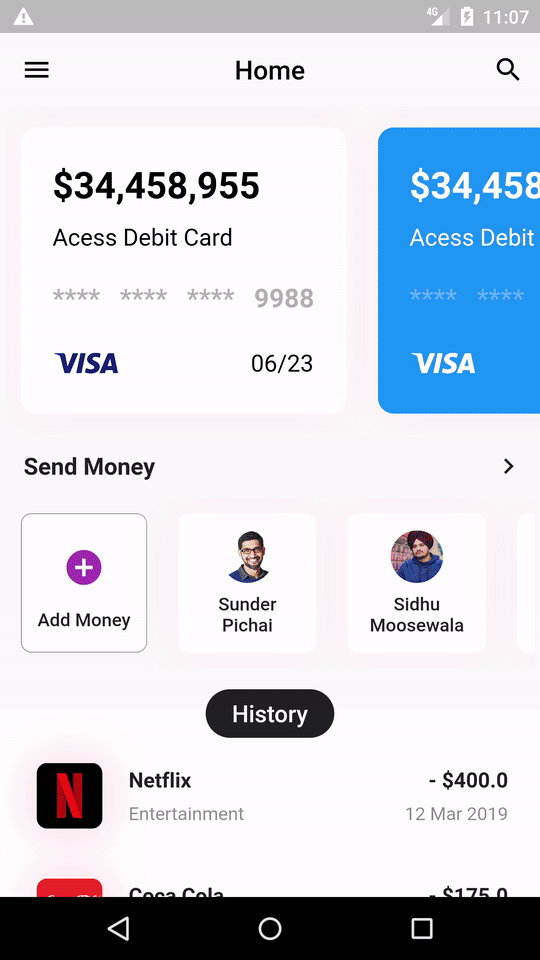 4G 11:07
Home
$34,458,955
Acess Debit Card
**** **** **** 9988
VISA 06/23
$34,458
Acess Debit
**** ****
VISA
Send Money
Add Money
Sunder
Pichai
Sidhu
Moosewala
History
Netflix - $400.0
Entertainment 12 Mar 2019
Coca Cola - $175.0